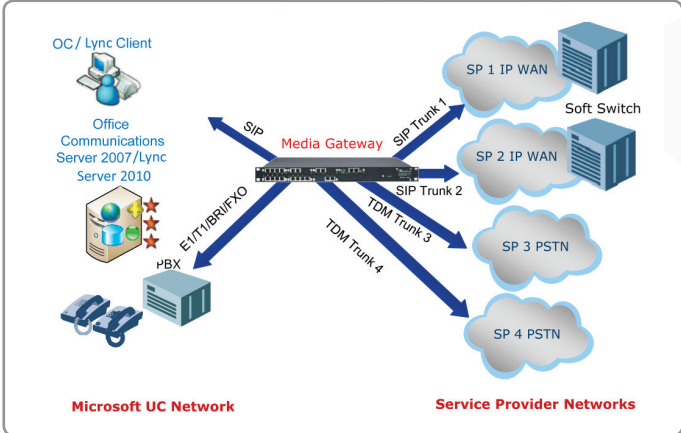 OC/ Lync Client
Office
Communications
Server 2007/Lync
Server 2010
SIP
Media Gateway
E1/T1/BRI/FXO
PBX
SIP Trunk 1
SIP Trunk 2
TDM Trunk 3
TDM Trunk 4
SP 1 IP WAN
Soft Switch
SP 2 IP WAN
SP 3 PSTN
SP 4 PSTN
Microsoft UC Network
Service Provider Networks